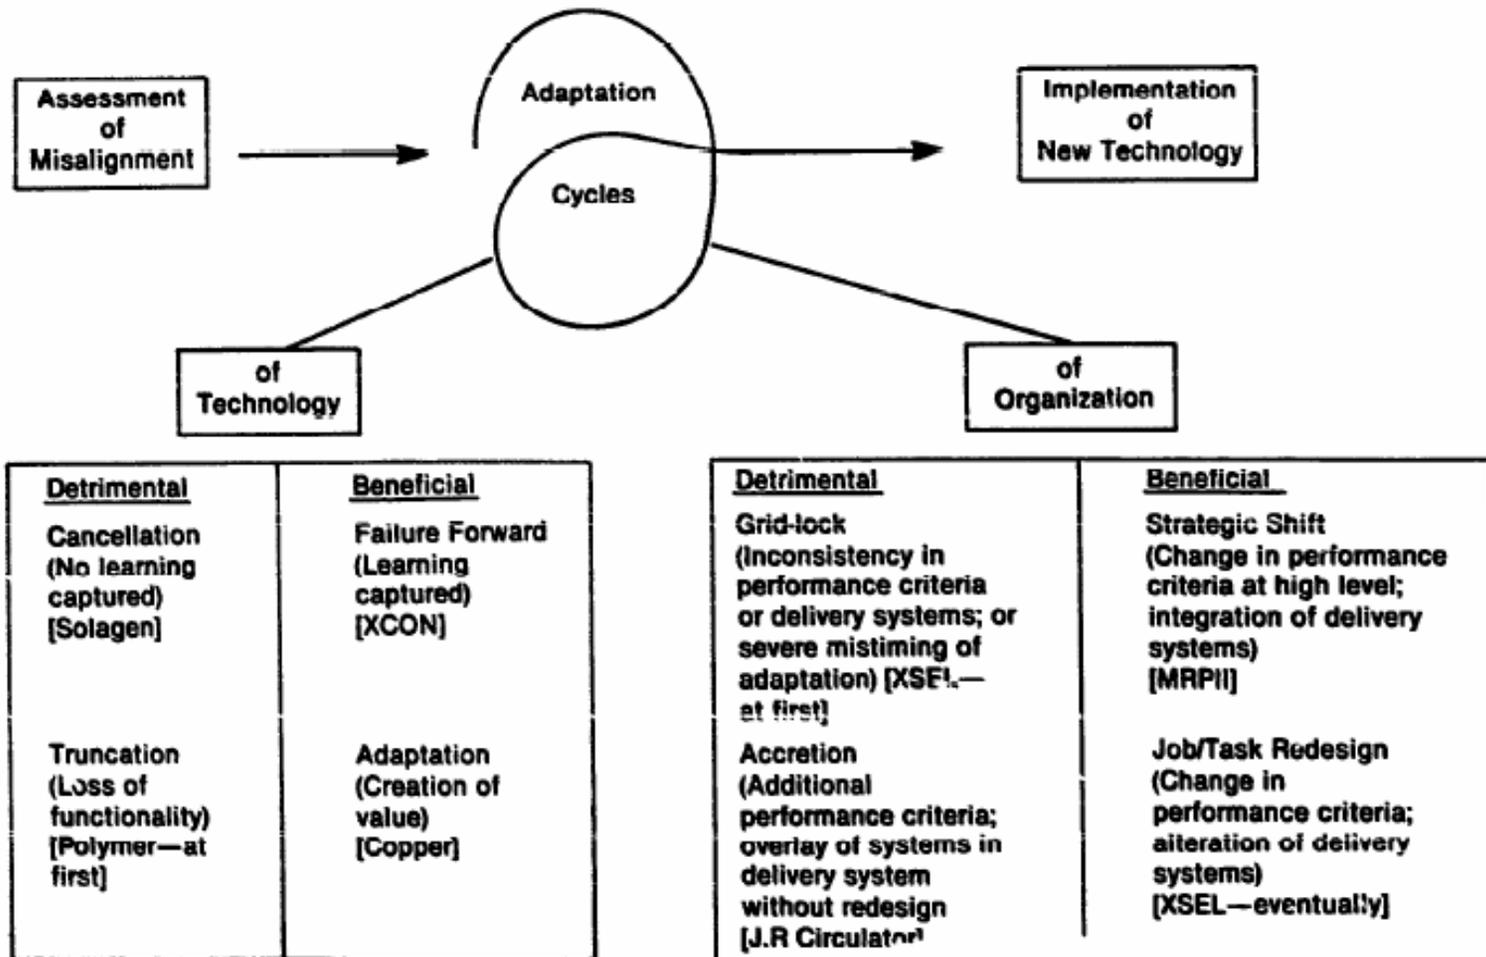 Assessment
of
Misalignment
Adaptation
Cycles
Implementation
of
New Technology
of
Technology
of
Organization
Detrimental
Cancellation
(No learning
captured)
[Solagen]
Truncation
(Loss of
functionality)
[Polymer—at
first]
Beneficial
Failure Forward
(Learning
captured)
[XCON]
Adaptation
(Creation of
value)
[Copper]
Detrimental
Grid-lock
(Inconsistency in
performance criteria
or delivery systems; or
severe mistiming of
adaptation) [XSEL—
at first]
Accretion
(Additional
performance criteria;
overlay of systems in
delivery system
without redesign
[J.R Circulator]
Beneficial
Strategic Shift
(Change in performance
criteria at high level;
integration of delivery
systems)
[MRPII]
Job/Task Redesign
(Change in
performance criteria;
alteration of delivery
systems)
[XSEL—eventually]